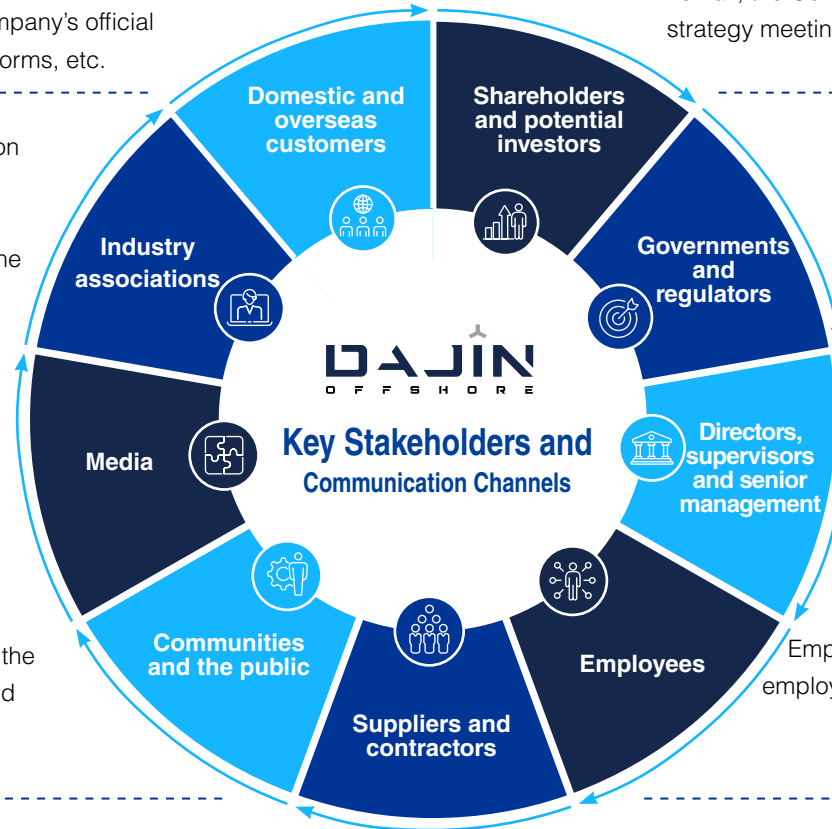 mpany's official
orms, etc.
strategy meetin
on
ne
Domestic and
overseas
customers
Shareholders
and potential
investors
Governments
and
regulators
Directors,
supervisors
and senior
management
Employees
Suppliers and
contractors
Communities
and the public
Media
Industry
associations
DAJIN
OFFSHORE
Key Stakeholders and
Communication Channels
the
d
Emp
employ